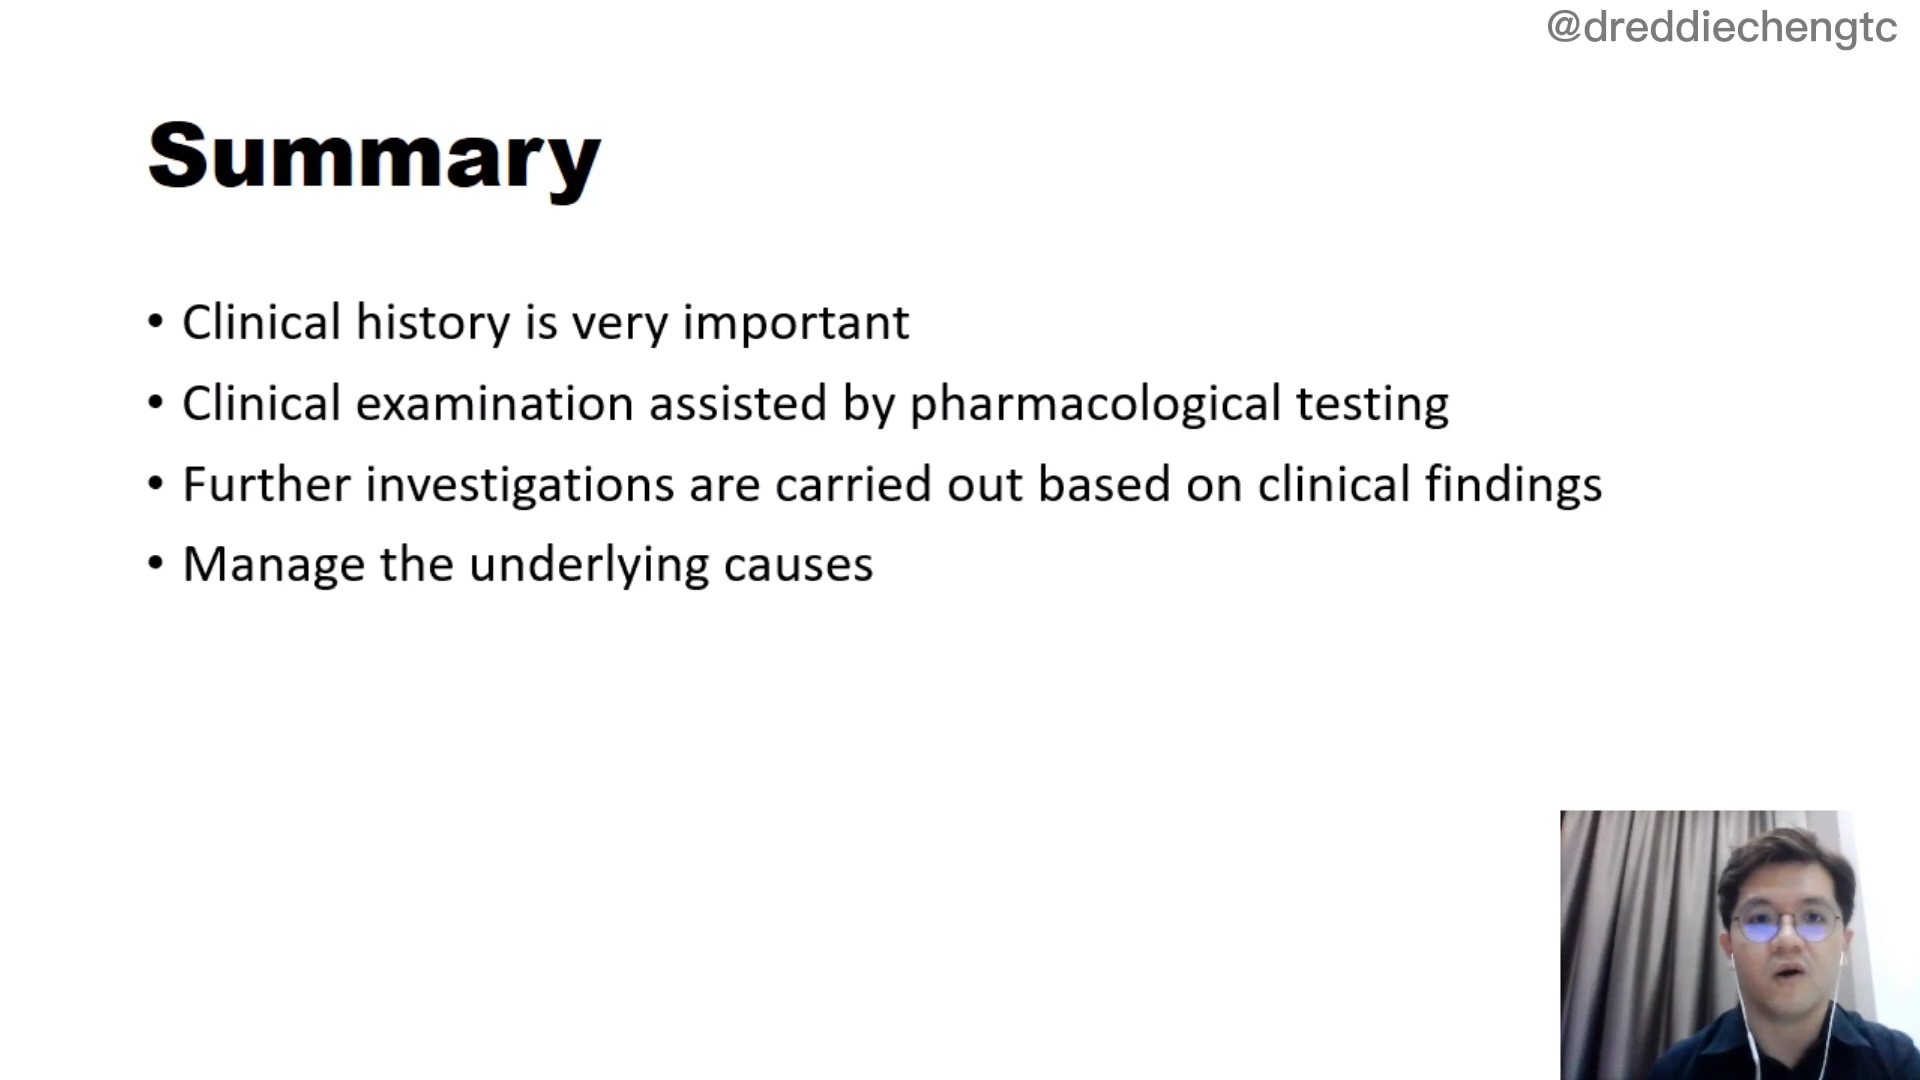 @dreddiechengtc
Summary
• Clinical history is very important
• Clinical examination assisted by pharmacological testing
• Further investigations are carried out based on clinical findings
• Manage the underlying causes